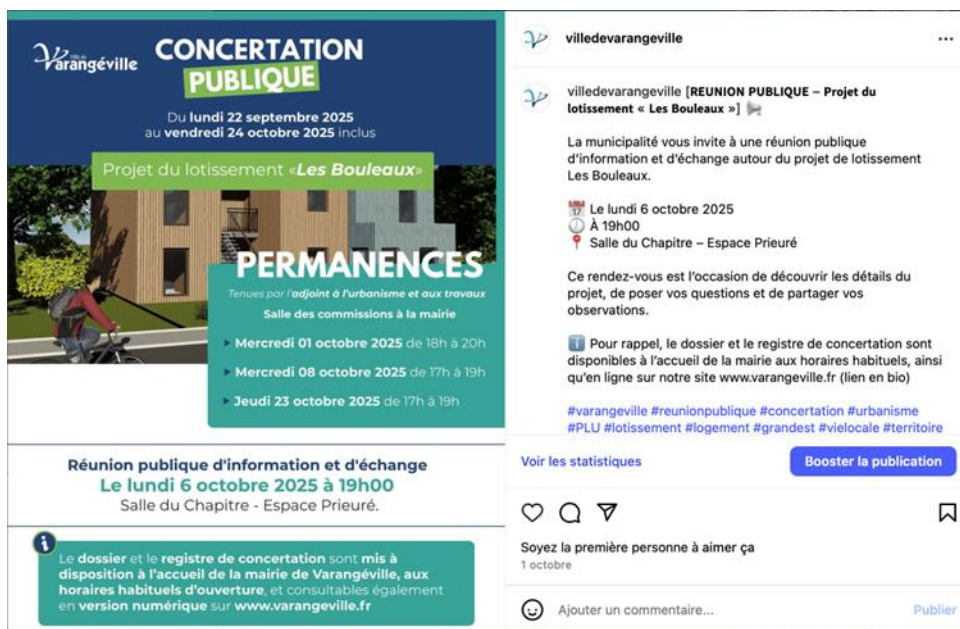 Ville de
Varangéville
CONCERTATION
PUBLIQUE
Du lundi 22 septembre 2025
au vendredi 24 octobre 2025 inclus
Projet du lotissement «Les Bouleaux»
PERMANENCES
Tenues par l'adjoint à l'urbanisme et aux travaux
Salle des commissions à la mairie
Mercredi 01 octobre 2025 de 18h à 20h
Mercredi 08 octobre 2025 de 17h à 19h
Jeudi 23 octobre 2025 de 17h à 19h
Réunion publique d'information et d'échange
Le lundi 6 octobre 2025 à 19h00
Salle du Chapitre - Espace Prieuré.
i
Le dossier et le registre de concertation sont mis à
disposition à l'accueil de la mairie de Varangéville, aux
horaires habituels d'ouverture, et consultables également
en version numérique sur www.varangeville.fr
villedevarangeville
villedevarangeville [REUNION PUBLIQUE – Projet du
lotissement « Les Bouleaux »] 📢
La municipalité vous invite à une réunion publique
d'information et d'échange autour du projet de lotissement
Les Bouleaux.
📅 Le lundi 6 octobre 2025
🕖 À 19h00
📍 Salle du Chapitre – Espace Prieuré
Ce rendez-vous est l'occasion de découvrir les détails du
projet, de poser vos questions et de partager vos
observations.
ℹ️ Pour rappel, le dossier et le registre de concertation sont
disponibles à l'accueil de la mairie aux horaires habituels, ainsi
qu'en ligne sur notre site www.varangeville.fr (lien en bio)
#varangeville #reunionpublique #concertation #urbanisme
#PLU #lotissement #logement #grandest #vielocale #territoire
Voir les statistiques
Booster la publication
Soyez la première personne à aimer ça
1 octobre
Ajouter un commentaire...
Publier